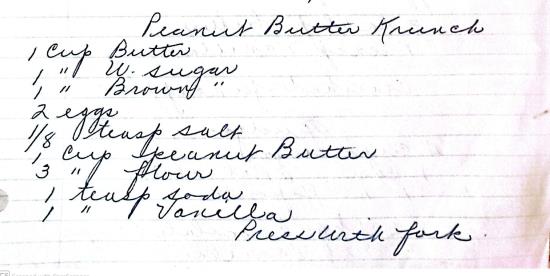 Peanut Butter Krunch
1 Cup Butter
1 " W. sugar
1 " Brown "
2 eggs
1/8 teasp salt
1 Cup peanut Butter
3 " flour
1 teasp soda
1 " Vanilla
Press with fork